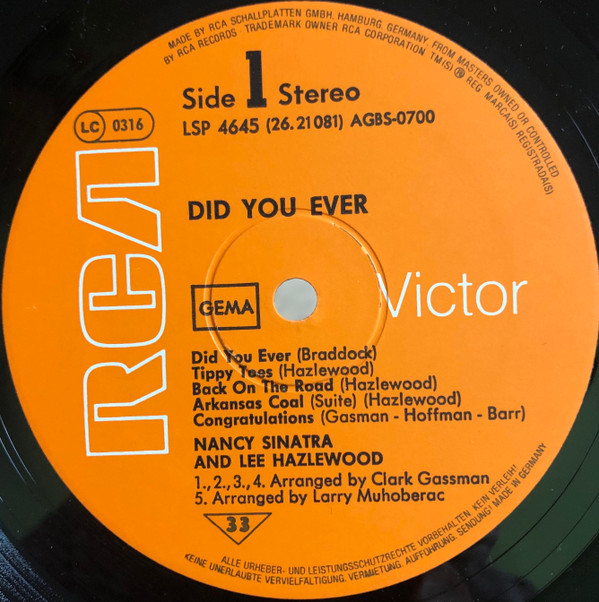 MADE BY RCA SCHALLPLATTEN GMBH, HAMBURG, GERMANY, FROM MASTERS OWNED OR CONTROLLED
BY RCA RECORDS TRADEMARK OWNER RCA CORPORATION TM(S) ® REG. MARCA(S) REGISTRADA(S)
Side 1 Stereo
LSP 4645 (26.21081) AGBS-0700
LC 0316
RCA
DID YOU EVER
GEMA
Victor
Did You Ever (Braddock)
Tippy Toes (Hazlewood)
Back On The Road (Hazlewood)
Arkansas Coal (Suite) (Hazlewood)
Congratulations (Gasman - Hoffman - Barr)
NANCY SINATRA
AND LEE HAZLEWOOD
1.,2.,3.,4. Arranged by Clark Gassman
5. Arranged by Larry Muhoberac
33
ALLE URHEBER- UND LEISTUNGSSCHUTZRECHTE VORBEHALTEN. KEIN VERLEIH!
KEINE UNERLAUBTE VERVIELFÄLTIGUNG, VERMIETUNG, AUFFÜHRUNG, SENDUNG! MADE IN GERMANY